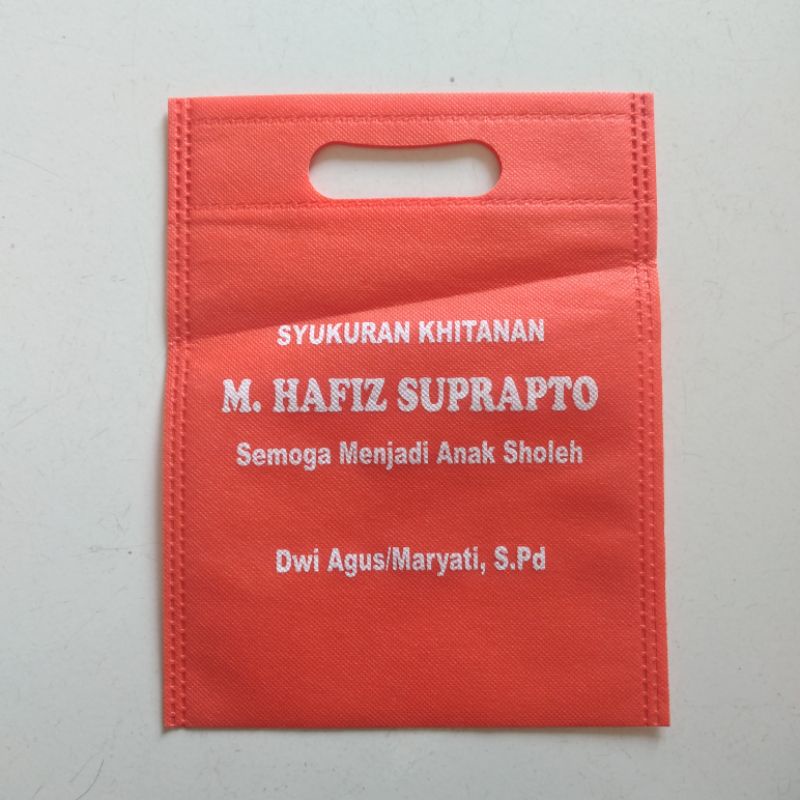 SYUKURAN KHITANAN
M. HAFIZ SUPRAPTO
Semoga Menjadi Anak Sholeh
Dwi Agus/Maryati, S.Pd